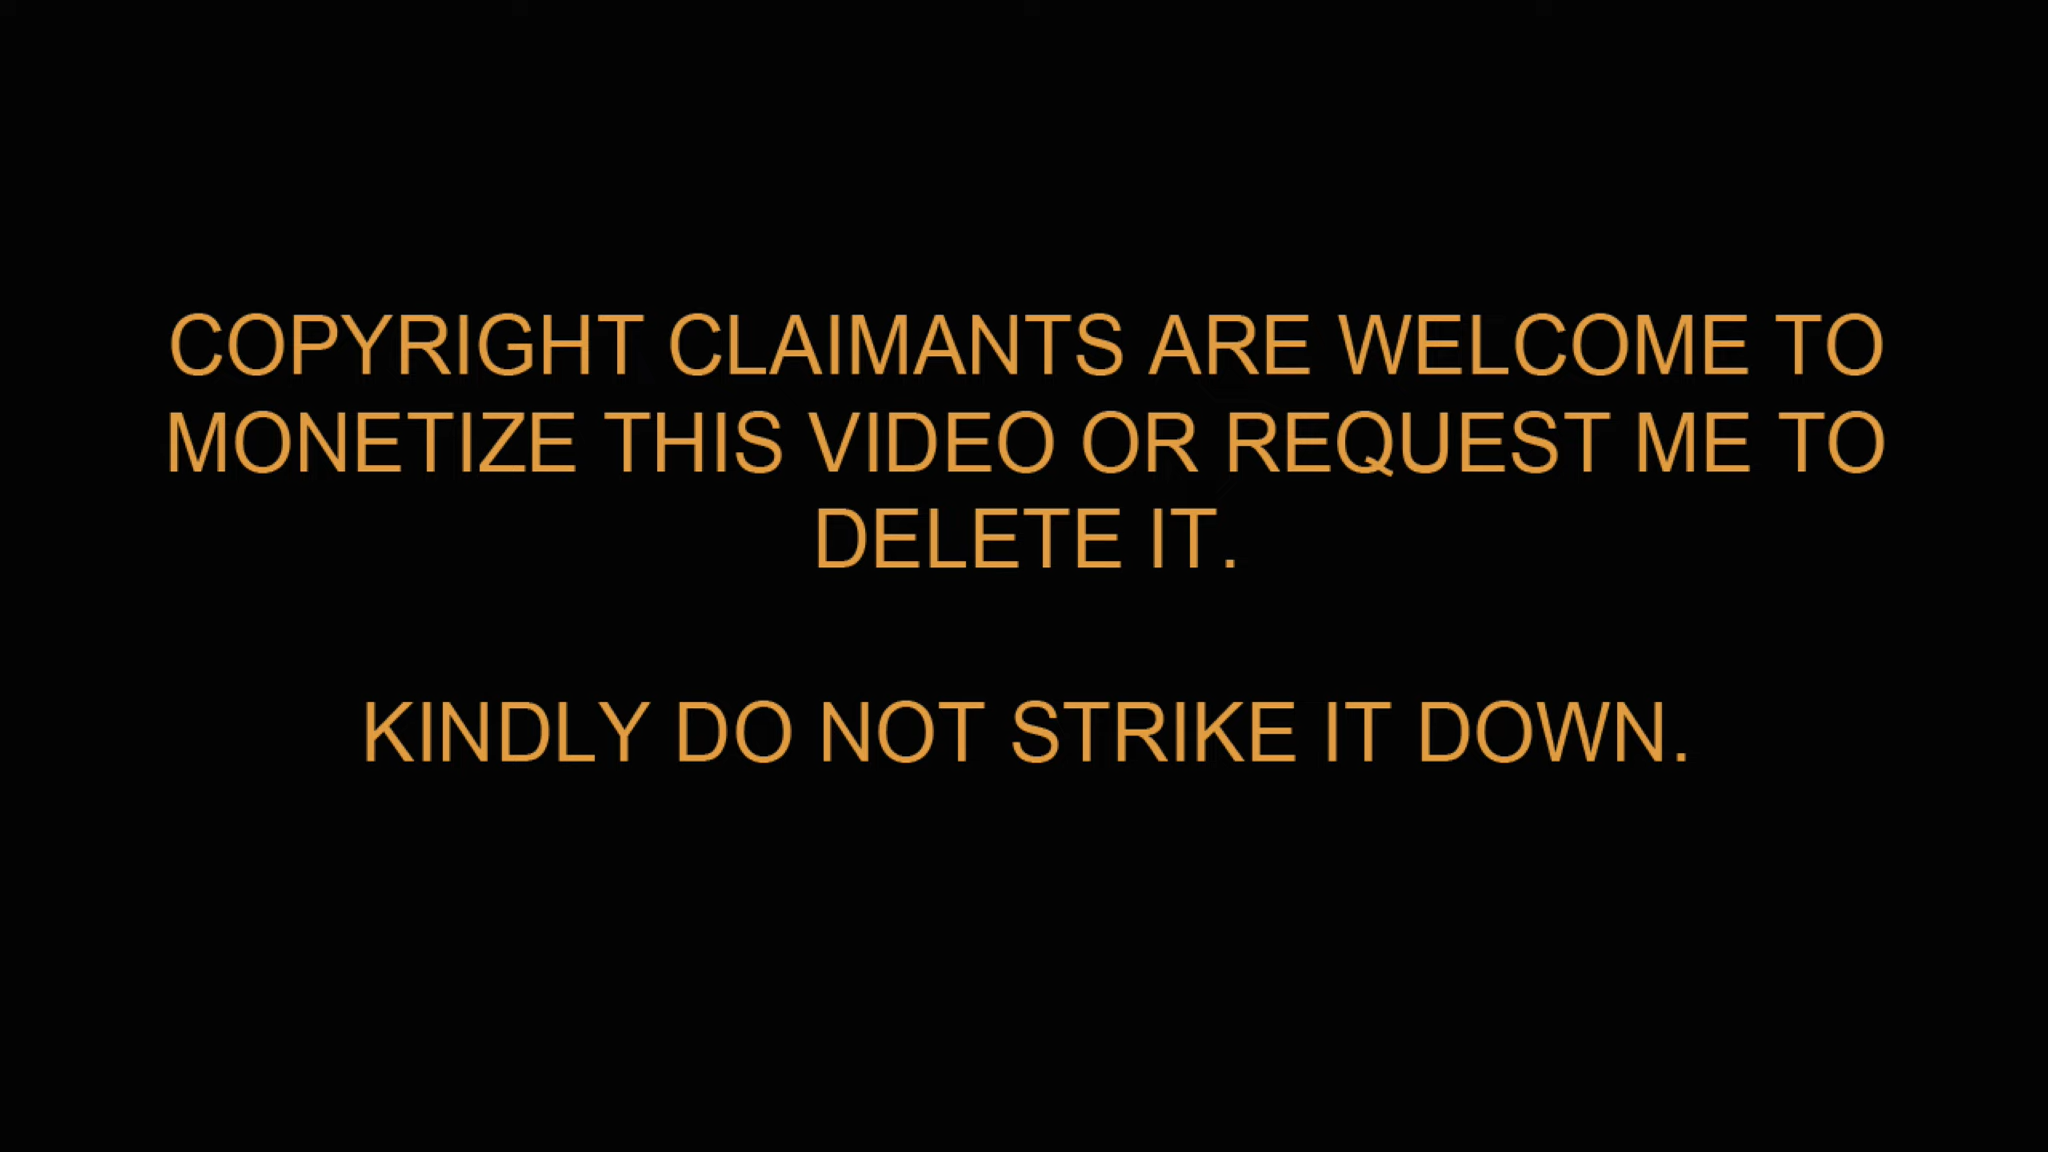 COPYRIGHT CLAIMANTS ARE WELCOME TO
MONETIZE THIS VIDEO OR REQUEST ME TO
DELETE IT.
KINDLY DO NOT STRIKE IT DOWN.